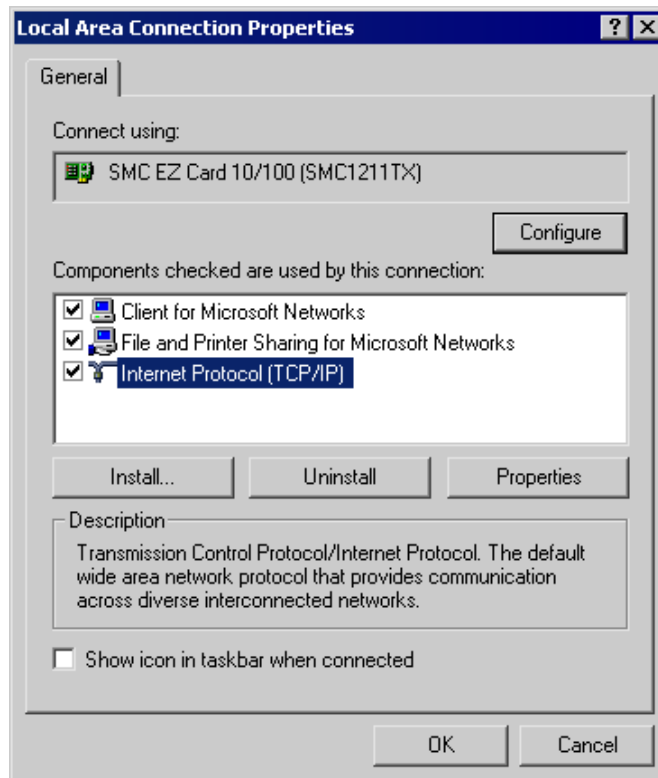 Local Area Connection Properties
General
Connect using:
SMC EZ Card 10/100 (SMC1211TX)
Configure
Components checked are used by this connection:
Client for Microsoft Networks
File and Printer Sharing for Microsoft Networks
Internet Protocol (TCP/IP)
Install... Uninstall Properties
Description
Transmission Control Protocol/Internet Protocol. The default
wide area network protocol that provides communication
across diverse interconnected networks.
Show icon in taskbar when connected
OK Cancel